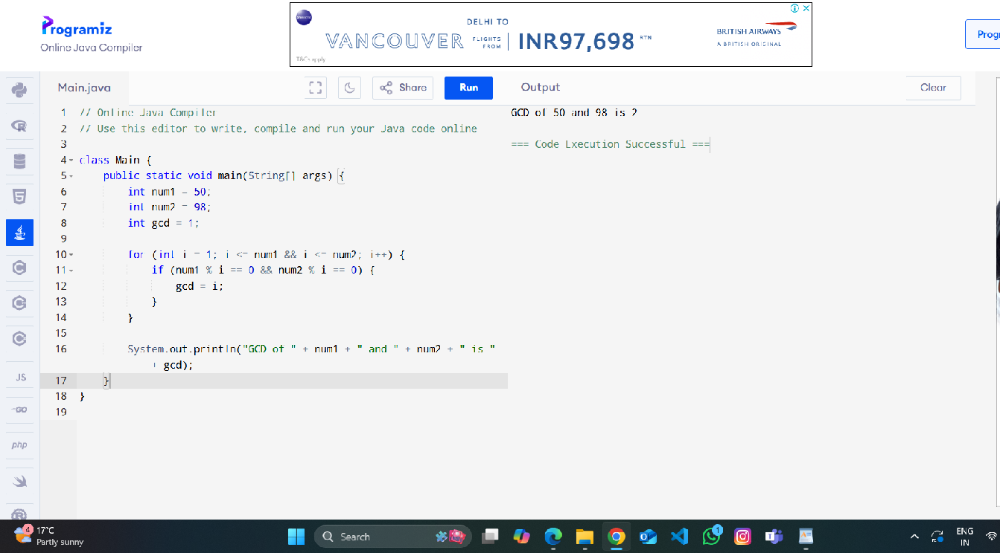 Programiz
Online Java Compiler
DELHI TO
VANCOUVER FLIGHTS FROM INR97,698 RTN
BRITISH AIRWAYS
A BRITISH ORIGINAL
T&Cs apply
Progr
Main.java
Share
Run
Output
Clear
1 // Online Java Compiler
2 // Use this editor to write, compile and run your Java code online
3
4 class Main {
5 public static void main(String[] args) {
6 int num1 = 50;
7 int num2 = 98;
8 int gcd = 1;
9
10 for (int i = 1; i <= num1 && i <= num2; i++) {
11 if (num1 % i == 0 && num2 % i == 0) {
12 gcd = i;
13 }
14 }
15
16 System.out.println("GCD of " + num1 + " and " + num2 + " is "
+ gcd);
17 }
18 }
19
GCD of 50 and 98 is 2
=== Code Execution Successful ===
JS
GO
php
4
17°C
Partly sunny
Search
1
ENG
IN